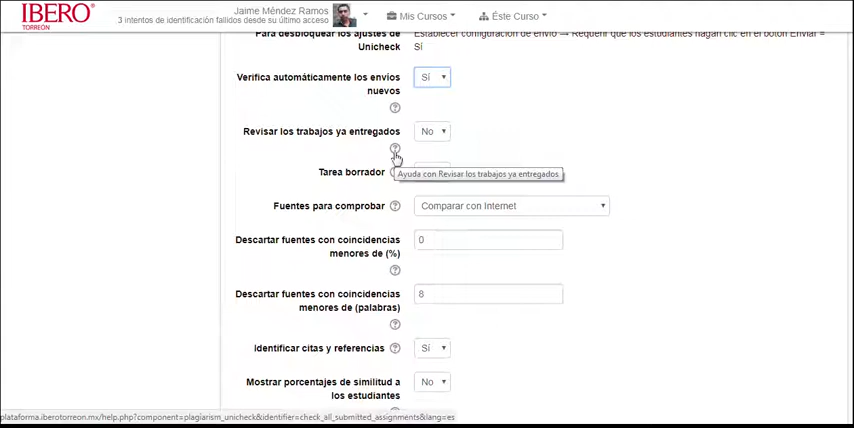 IBERO®
TORREÓN
Jaime Méndez Ramos
3 intentos de identificación fallidos desde su último acceso
Mis Cursos
Éste Curso
Para desbloquear los ajustes de Unicheck
Establecer configuración de envío → Requerir que los estudiantes hagan clic en el botón Enviar =
Sí
Verifica automáticamente los envíos
nuevos
Sí
Revisar los trabajos ya entregados
No
Ayuda con Revisar los trabajos ya entregados
Tarea borrador
Fuentes para comprobar
Comparar con Internet
Descartar fuentes con coincidencias
menores de (%)
0
Descartar fuentes con coincidencias
menores de (palabras)
8
Identificar citas y referencias
Sí
Mostrar porcentajes de similitud a
los estudiantes
No
plataforma.iberotorreon.mx/help.php?component=plagiarism_unicheck&identifier=check_all_submitted_assignments&lang=es